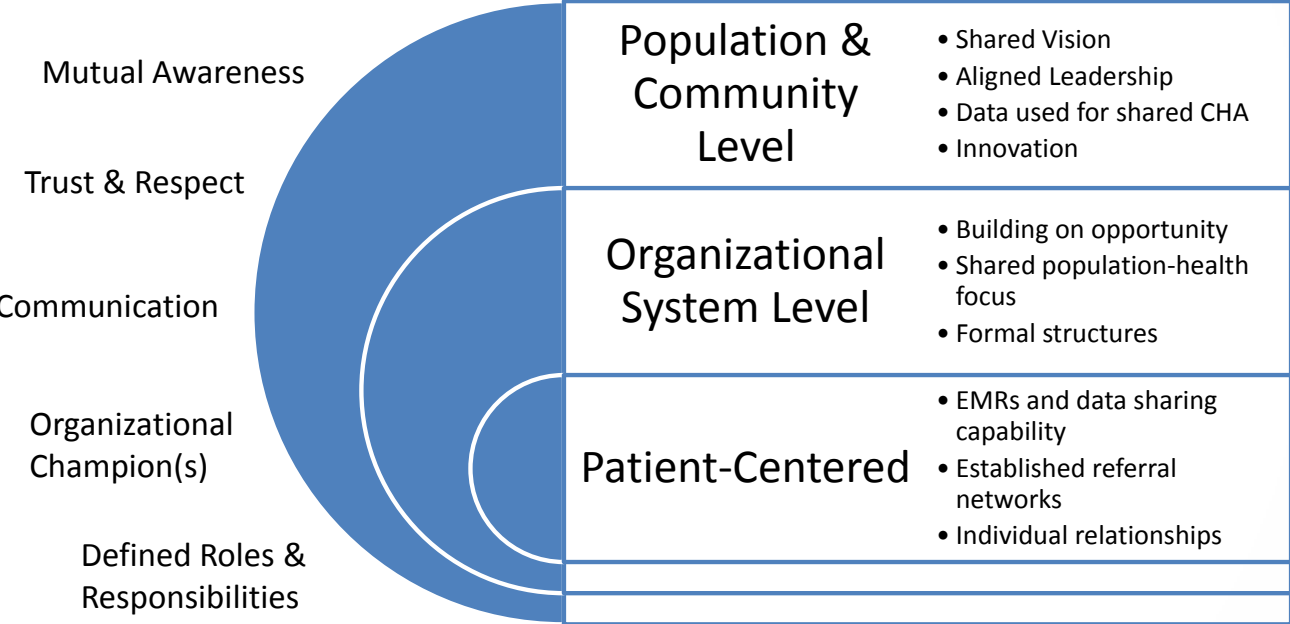 Mutual Awareness
Trust & Respect
Communication
Organizational
Champion(s)
Defined Roles &
Responsibilities
Population &
Community
Level
• Shared Vision
• Aligned Leadership
• Data used for shared CHA
• Innovation
Organizational
System Level
• Building on opportunity
• Shared population-health
focus
• Formal structures
Patient-Centered
• EMRs and data sharing
capability
• Established referral
networks
• Individual relationships